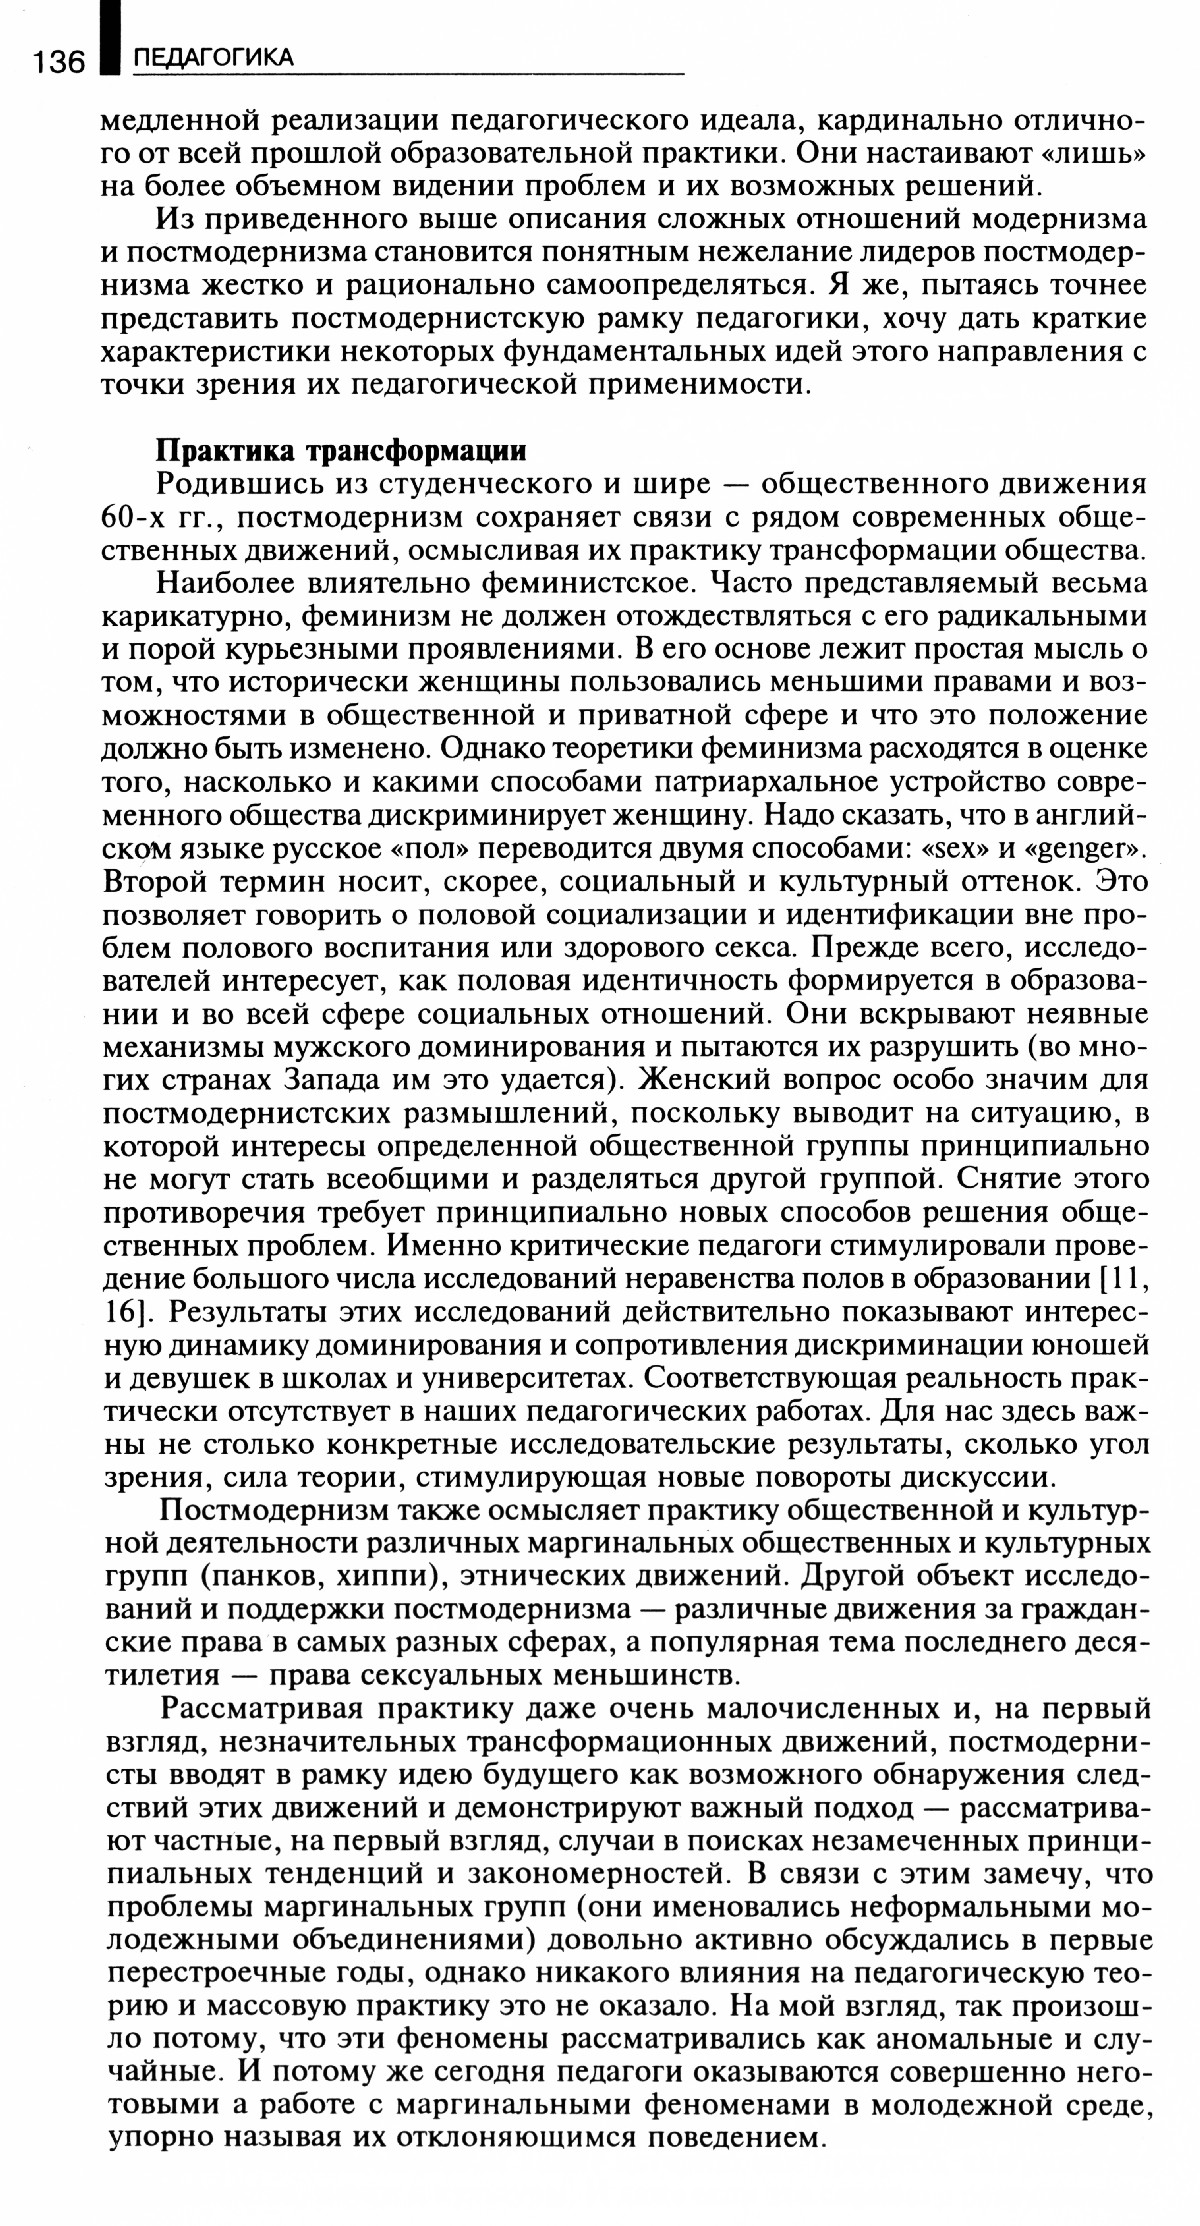 136 ПЕДАГОГИКА
медленной реализации педагогического идеала, кардинально отлично-
го от всей прошлой образовательной практики. Они настаивают «лишь»
на более объемном видении проблем и их возможных решений.
Из приведенного выше описания сложных отношений модернизма
и постмодернизма становится понятным нежелание лидеров постмодер-
низма жестко и рационально самоопределяться. Я же, пытаясь точнее
представить постмодернистскую рамку педагогики, хочу дать краткие
характеристики некоторых фундаментальных идей этого направления с
точки зрения их педагогической применимости.
Практика трансформации
Родившись из студенческого и шире — общественного движения
60-х гг., постмодернизм сохраняет связи с рядом современных обще-
ственных движений, осмысливая их практику трансформации общества.
Наиболее влиятельно феминистское. Часто представляемый весьма
карикатурно, феминизм не должен отождествляться с его радикальными
и порой курьезными проявлениями. В его основе лежит простая мысль о
том, что исторически женщины пользовались меньшими правами и воз-
можностями в общественной и приватной сфере и что это положение
должно быть изменено. Однако теоретики феминизма расходятся в оценке
того, насколько и какими способами патриархальное устройство совре-
менного общества дискриминирует женщину. Надо сказать, что в англий-
ском языке русское «пол» переводится двумя способами: «sex» и «genger».
Второй термин носит, скорее, социальный и культурный оттенок. Это
позволяет говорить о половой социализации и идентификации вне про-
блем полового воспитания или здорового секса. Прежде всего, исследо-
вателей интересует, как половая идентичность формируется в образова-
нии и во всей сфере социальных отношений. Они вскрывают неявные
механизмы мужского доминирования и пытаются их разрушить (во мно-
гих странах Запада им это удается). Женский вопрос особо значим для
постмодернистских размышлений, поскольку выводит на ситуацию, в
которой интересы определенной общественной группы принципиально
не могут стать всеобщими и разделяться другой группой. Снятие этого
противоречия требует принципиально новых способов решения обще-
ственных проблем. Именно критические педагоги стимулировали прове-
дение большого числа исследований неравенства полов в образовании [11,
16]. Результаты этих исследований действительно показывают интерес-
ную динамику доминирования и сопротивления дискриминации юношей
и девушек в школах и университетах. Соответствующая реальность прак-
тически отсутствует в наших педагогических работах. Для нас здесь важ-
ны не столько конкретные исследовательские результаты, сколько угол
зрения, сила теории, стимулирующая новые повороты дискуссии.
Постмодернизм также осмысляет практику общественной и культур-
ной деятельности различных маргинальных общественных и культурных
групп (панков, хиппи), этнических движений. Другой объект исследо-
ваний и поддержки постмодернизма — различные движения за граждан-
ские права в самых разных сферах, а популярная тема последнего деся-
тилетия — права сексуальных меньшинств.
Рассматривая практику даже очень малочисленных и, на первый
взгляд, незначительных трансформационных движений, постмодерни-
сты вводят в рамку идею будущего как возможного обнаружения след-
ствий этих движений и демонстрируют важный подход — рассматрива-
ют частные, на первый взгляд, случаи в поисках незамеченных принци-
пиальных тенденций и закономерностей. В связи с этим замечу, что
проблемы маргинальных групп (они именовались неформальными мо-
лодежными объединениями) довольно активно обсуждались в первые
перестроечные годы, однако никакого влияния на педагогическую тео-
рию и массовую практику это не оказало. На мой взгляд, так произош-
ло потому, что эти феномены рассматривались как аномальные и слу-
чайные. И потому же сегодня педагоги оказываются совершенно него-
товыми а работе с маргинальными феноменами в молодежной среде,
упорно называя их отклоняющимся поведением.